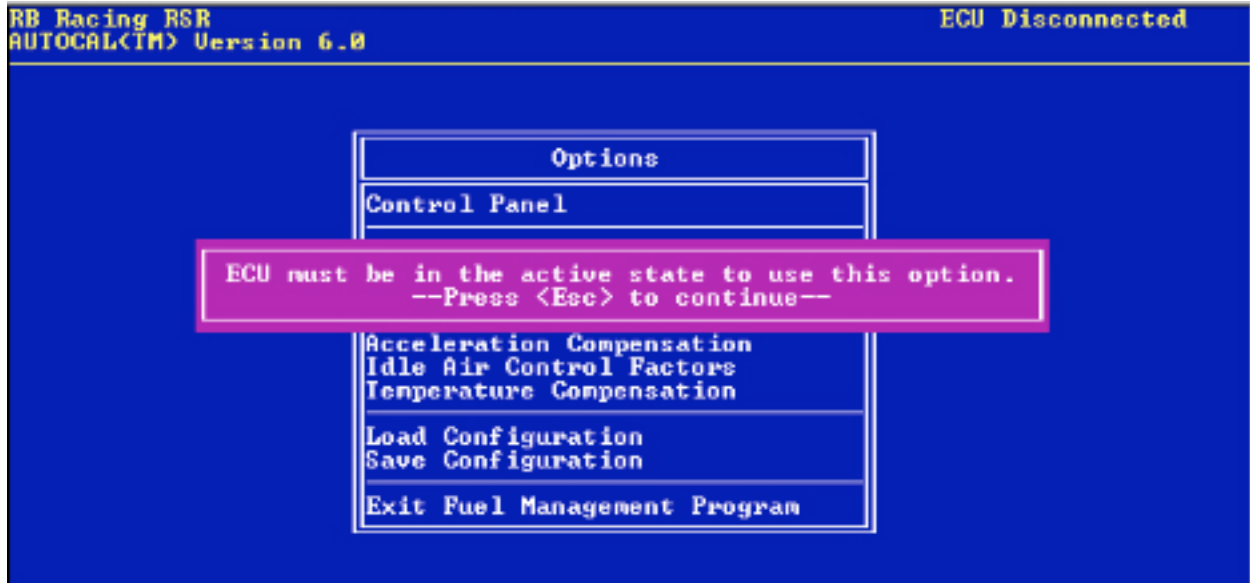 RB Racing RSR
ECU Disconnected
AUTOCAL(TM) Version 6.0
Options
Control Panel
ECU must be in the active state to use this option.
--Press <Esc> to continue--
Acceleration Compensation
Idle Air Control Factors
Temperature Compensation
Load Configuration
Save Configuration
Exit Fuel Management Program